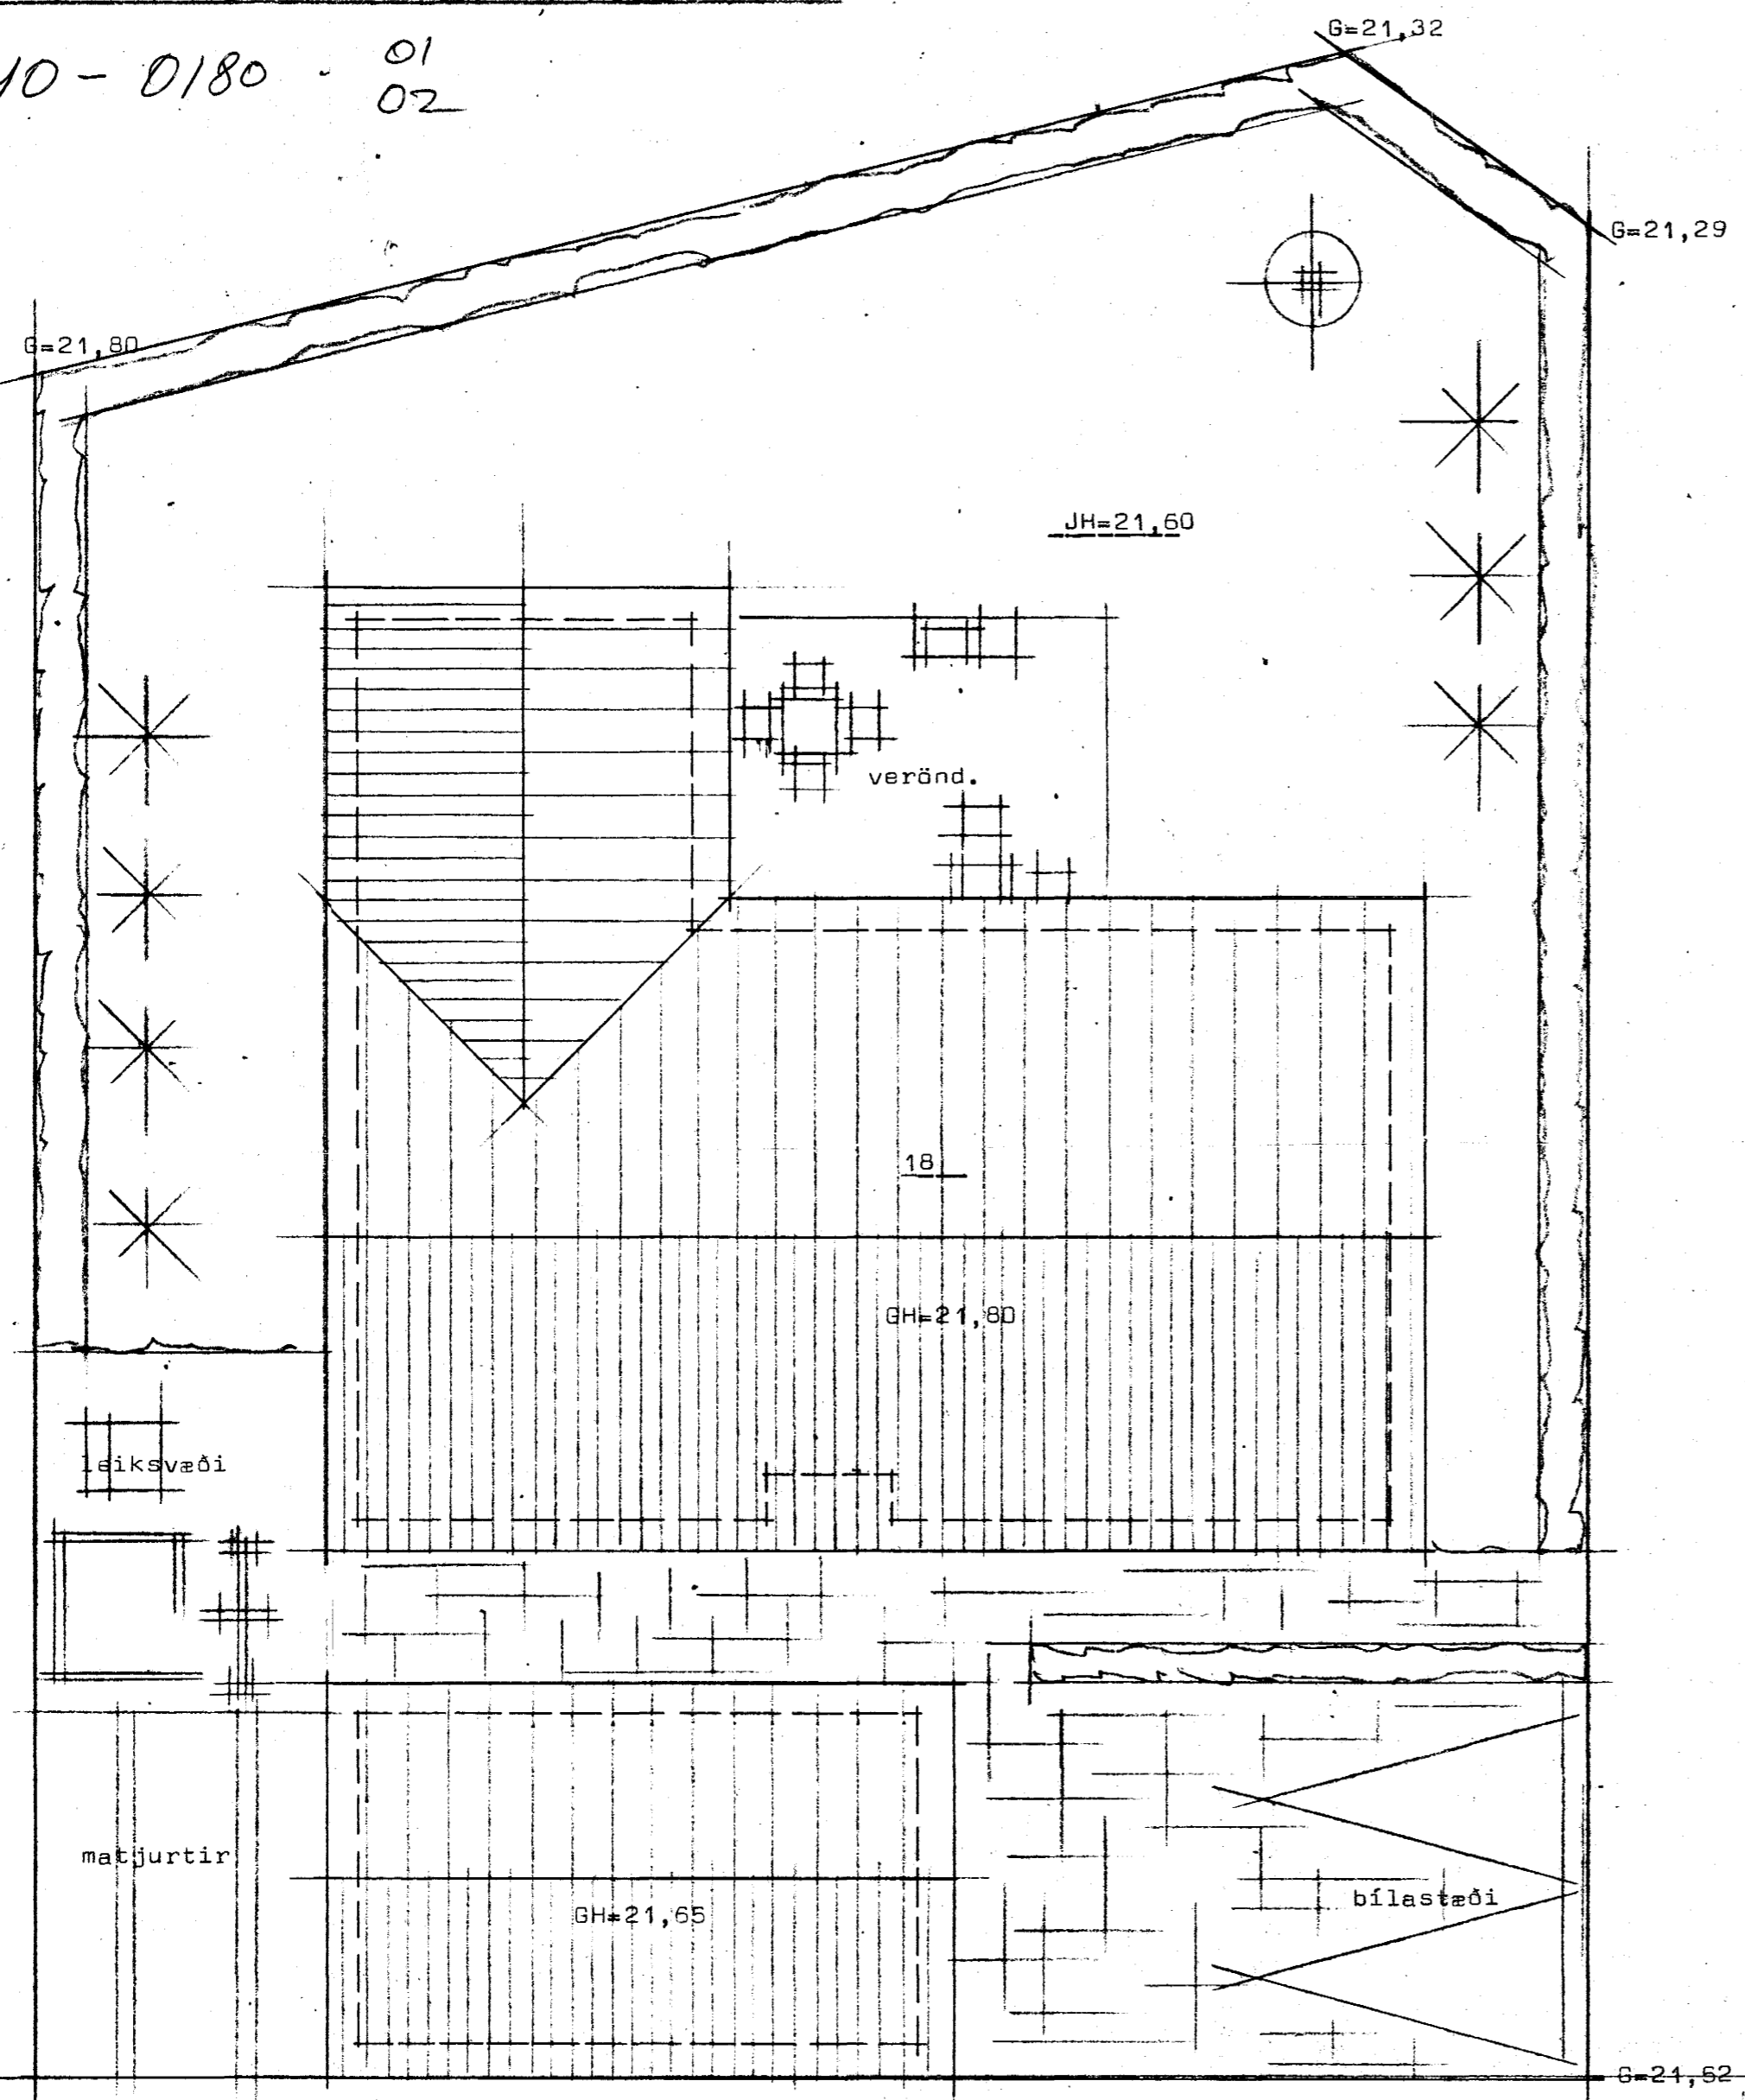 10 - 0180 - 01
02
G=21,32
G=21,29
G=21,80
JH=21,60
verönd.
18
GH=21,80
leiksvæði
matjurtir
GH=21,65
bílastæði
G=21,62